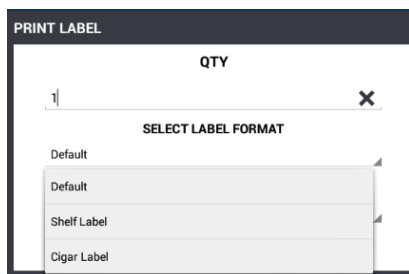 PRINT LABEL
QTY
1
SELECT LABEL FORMAT
Default
Default
Shelf Label
Cigar Label